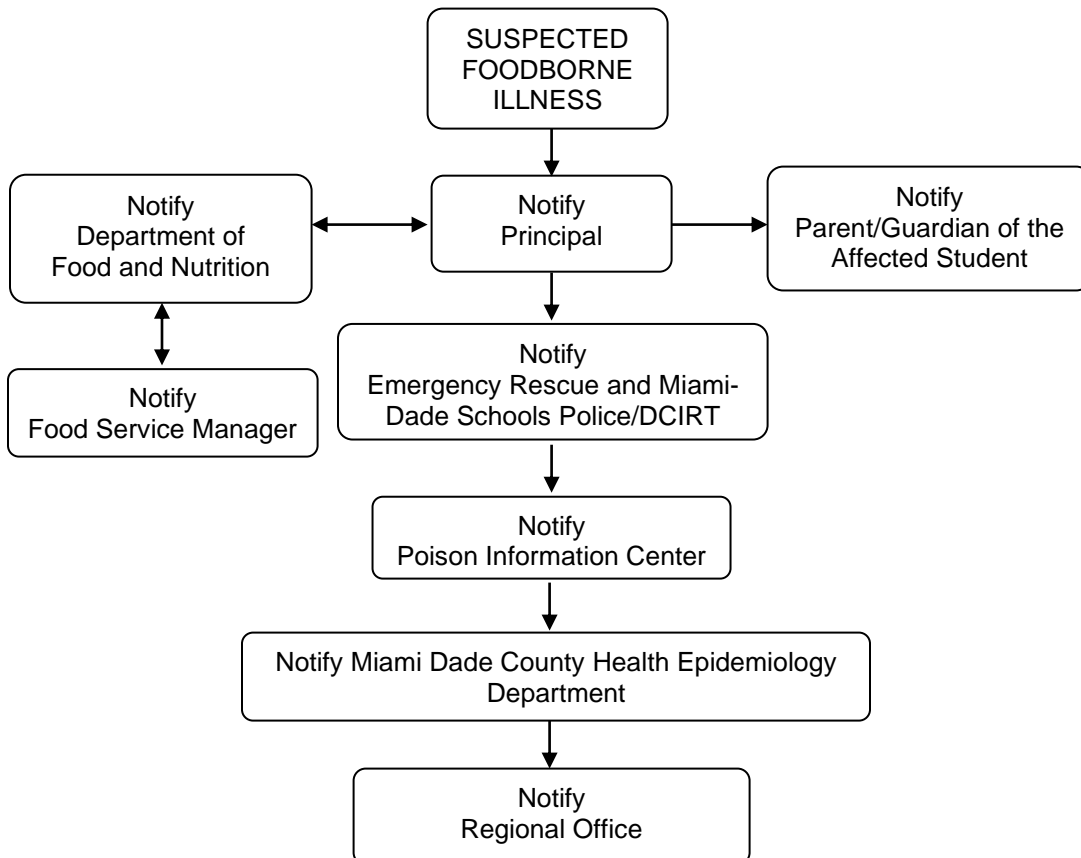 SUSPECTED
FOODBORNE
ILLNESS
Notify
Department of
Food and Nutrition
Notify
Principal
Notify
Parent/Guardian of the
Affected Student
Notify
Food Service Manager
Notify
Emergency Rescue and Miami-
Dade Schools Police/DCIRT
Notify
Poison Information Center
Notify Miami Dade County Health Epidemiology
Department
Notify
Regional Office